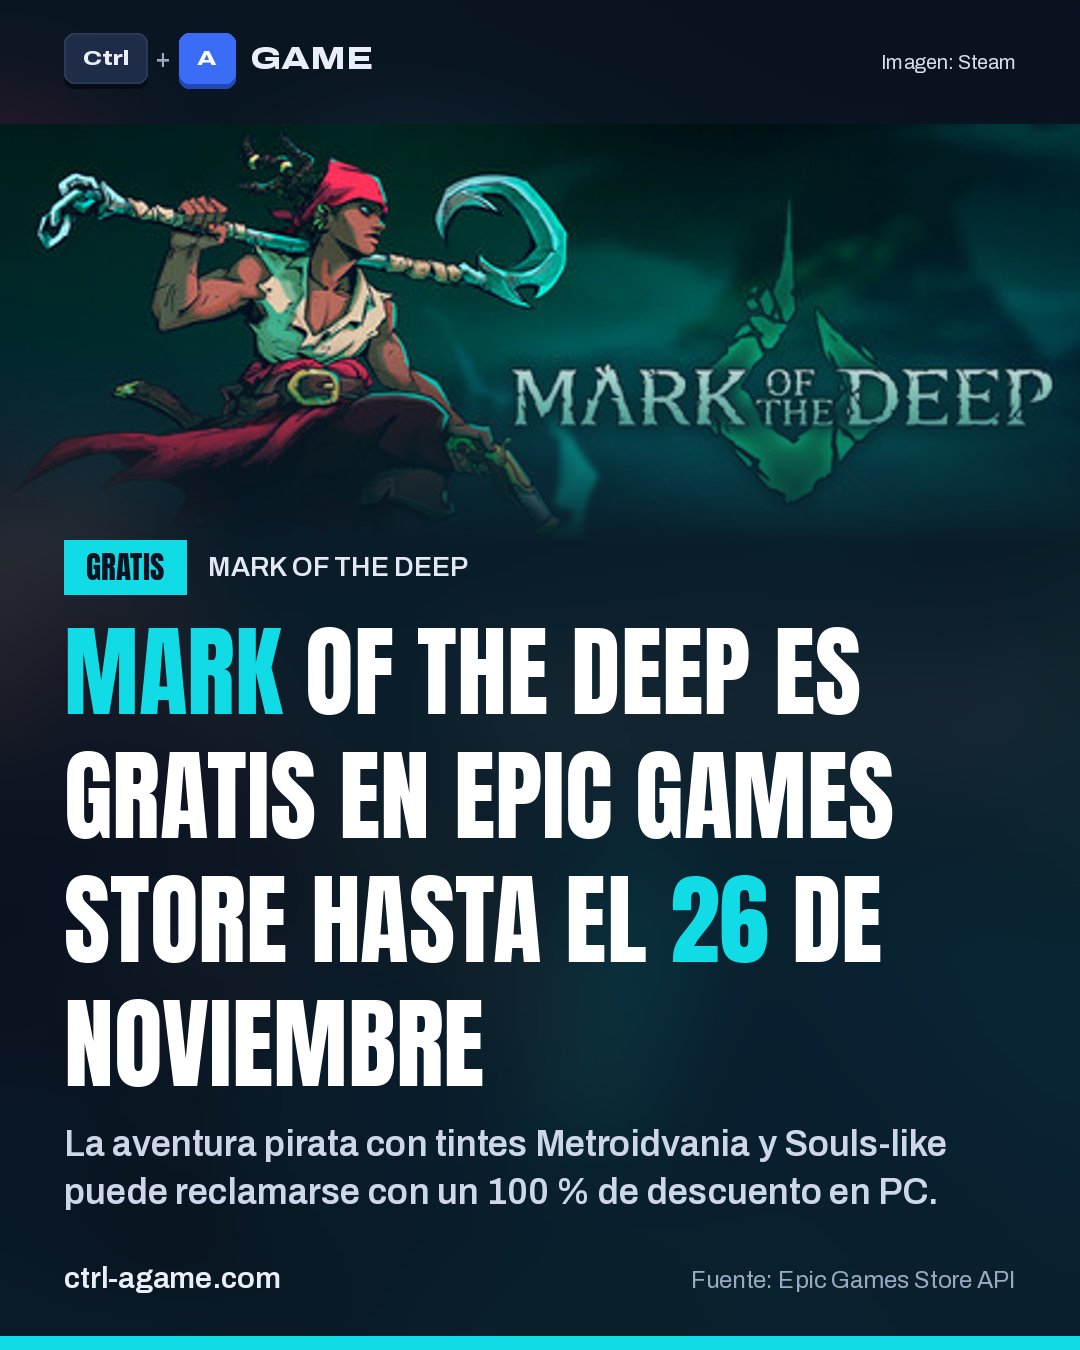 Ctrl + A GAME
Imagen: Steam
MARK OF THE DEEP
GRATIS MARK OF THE DEEP
MARK OF THE DEEP ES
GRATIS EN EPIC GAMES
STORE HASTA EL 26 DE
NOVIEMBRE
La aventura pirata con tintes Metroidvania y Souls-like
puede reclamarse con un 100 % de descuento en PC.
ctrl-agame.com
Fuente: Epic Games Store API